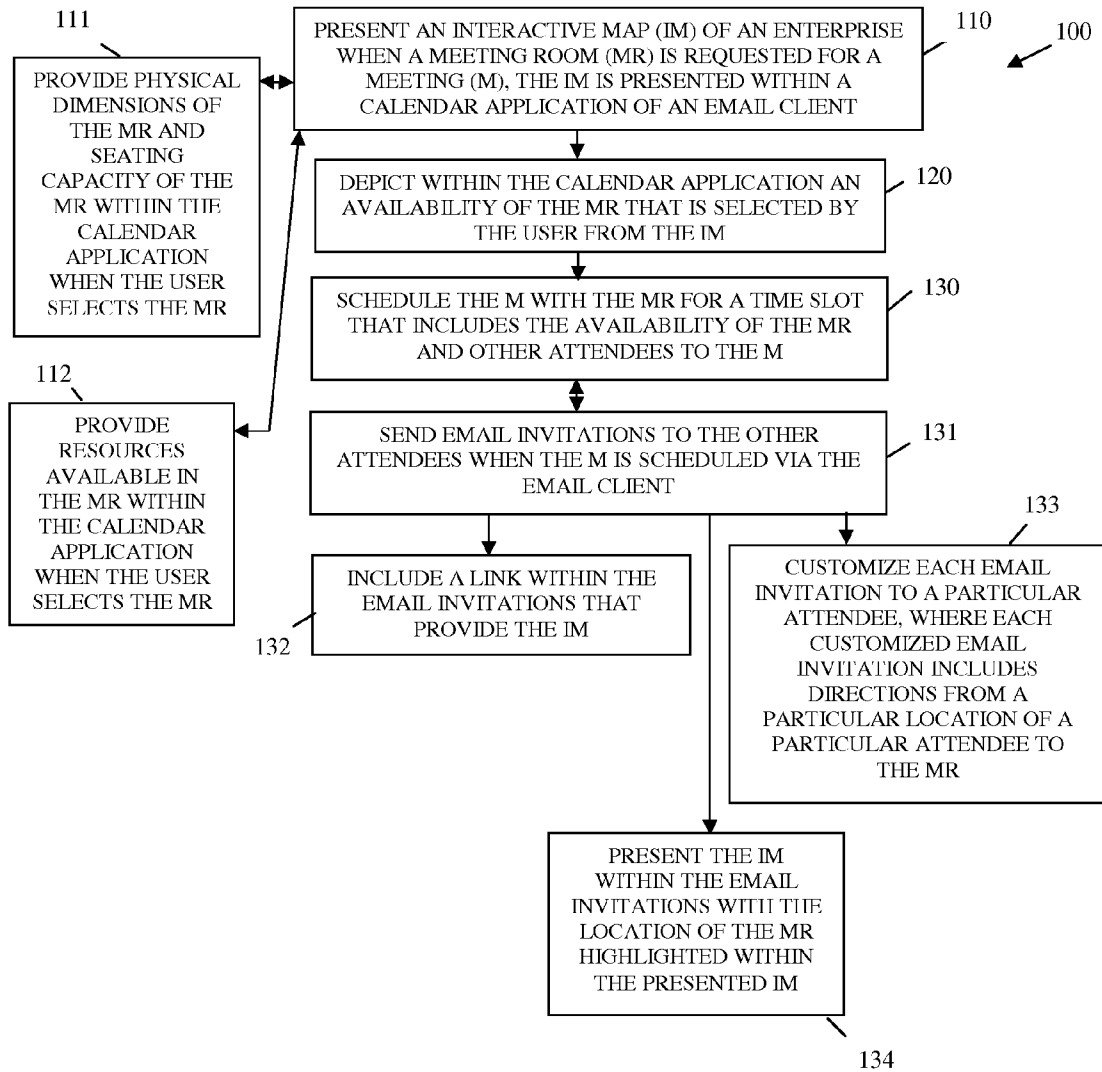 111
PROVIDE PHYSICAL
DIMENSIONS OF
THE MR AND
SEATING
CAPACITY OF THE
MR WITHIN THE
CALENDAR
APPLICATION
WHEN THE USER
SELECTS THE MR
PRESENT AN INTERACTIVE MAP (IM) OF AN ENTERPRISE
WHEN A MEETING ROOM (MR) IS REQUESTED FOR A
MEETING (M), THE IM IS PRESENTED WITHIN A
CALENDAR APPLICATION OF AN EMAIL CLIENT
110
100
DEPICT WITHIN THE CALENDAR APPLICATION AN
AVAILABILITY OF THE MR THAT IS SELECTED BY
THE USER FROM THE IM
120
SCHEDULE THE M WITH THE MR FOR A TIME SLOT
THAT INCLUDES THE AVAILABILITY OF THE MR
AND OTHER ATTENDEES TO THE M
130
112
PROVIDE
RESOURCES
AVAILABLE IN
THE MR WITHIN
THE CALENDAR
APPLICATION
WHEN THE USER
SELECTS THE MR
SEND EMAIL INVITATIONS TO THE OTHER
ATTENDEES WHEN THE M IS SCHEDULED VIA THE
EMAIL CLIENT
131
INCLUDE A LINK WITHIN THE
EMAIL INVITATIONS THAT
PROVIDE THE IM
132
133
CUSTOMIZE EACH EMAIL
INVITATION TO A PARTICULAR
ATTENDEE, WHERE EACH
CUSTOMIZED EMAIL
INVITATION INCLUDES
DIRECTIONS FROM A
PARTICULAR LOCATION OF A
PARTICULAR ATTENDEE TO
THE MR
PRESENT THE IM
WITHIN THE EMAIL
INVITATIONS WITH THE
LOCATION OF THE MR
HIGHLIGHTED WITHIN
THE PRESENTED IM
134